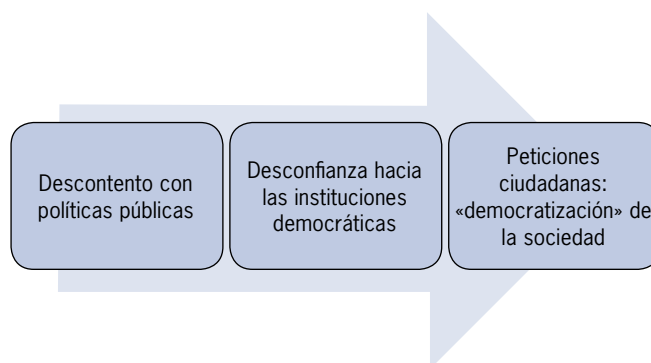 Descontento con
políticas públicas
Desconfianza hacia
las instituciones
democráticas
Peticiones
ciudadanas:
«democratización» de
la sociedad